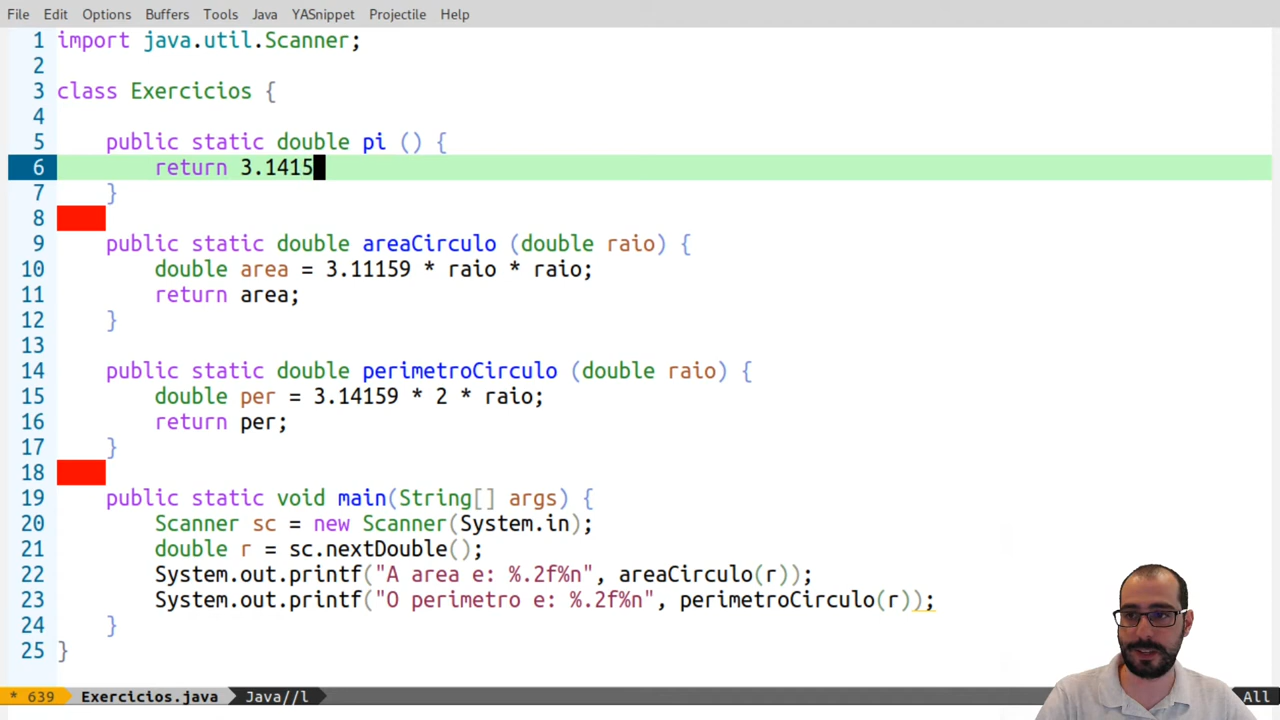 File Edit Options Buffers Tools Java YASnippet Projectile Help
1 import java.util.Scanner;
2
3 class Exercicios {
4
5 public static double pi () {
6 return 3.1415
7 }
8
9 public static double areaCirculo (double raio) {
10 double area = 3.11159 * raio * raio;
11 return area;
12 }
13
14 public static double perimetroCirculo (double raio) {
15 double per = 3.14159 * 2 * raio;
16 return per;
17 }
18
19 public static void main(String[] args) {
20 Scanner sc = new Scanner(System.in);
21 double r = sc.nextDouble();
22 System.out.printf("A area e: %.2f%n", areaCirculo(r));
23 System.out.printf("O perimetro e: %.2f%n", perimetroCirculo(r));
24 }
25 }
* 639 Exercicios.java Java//l All